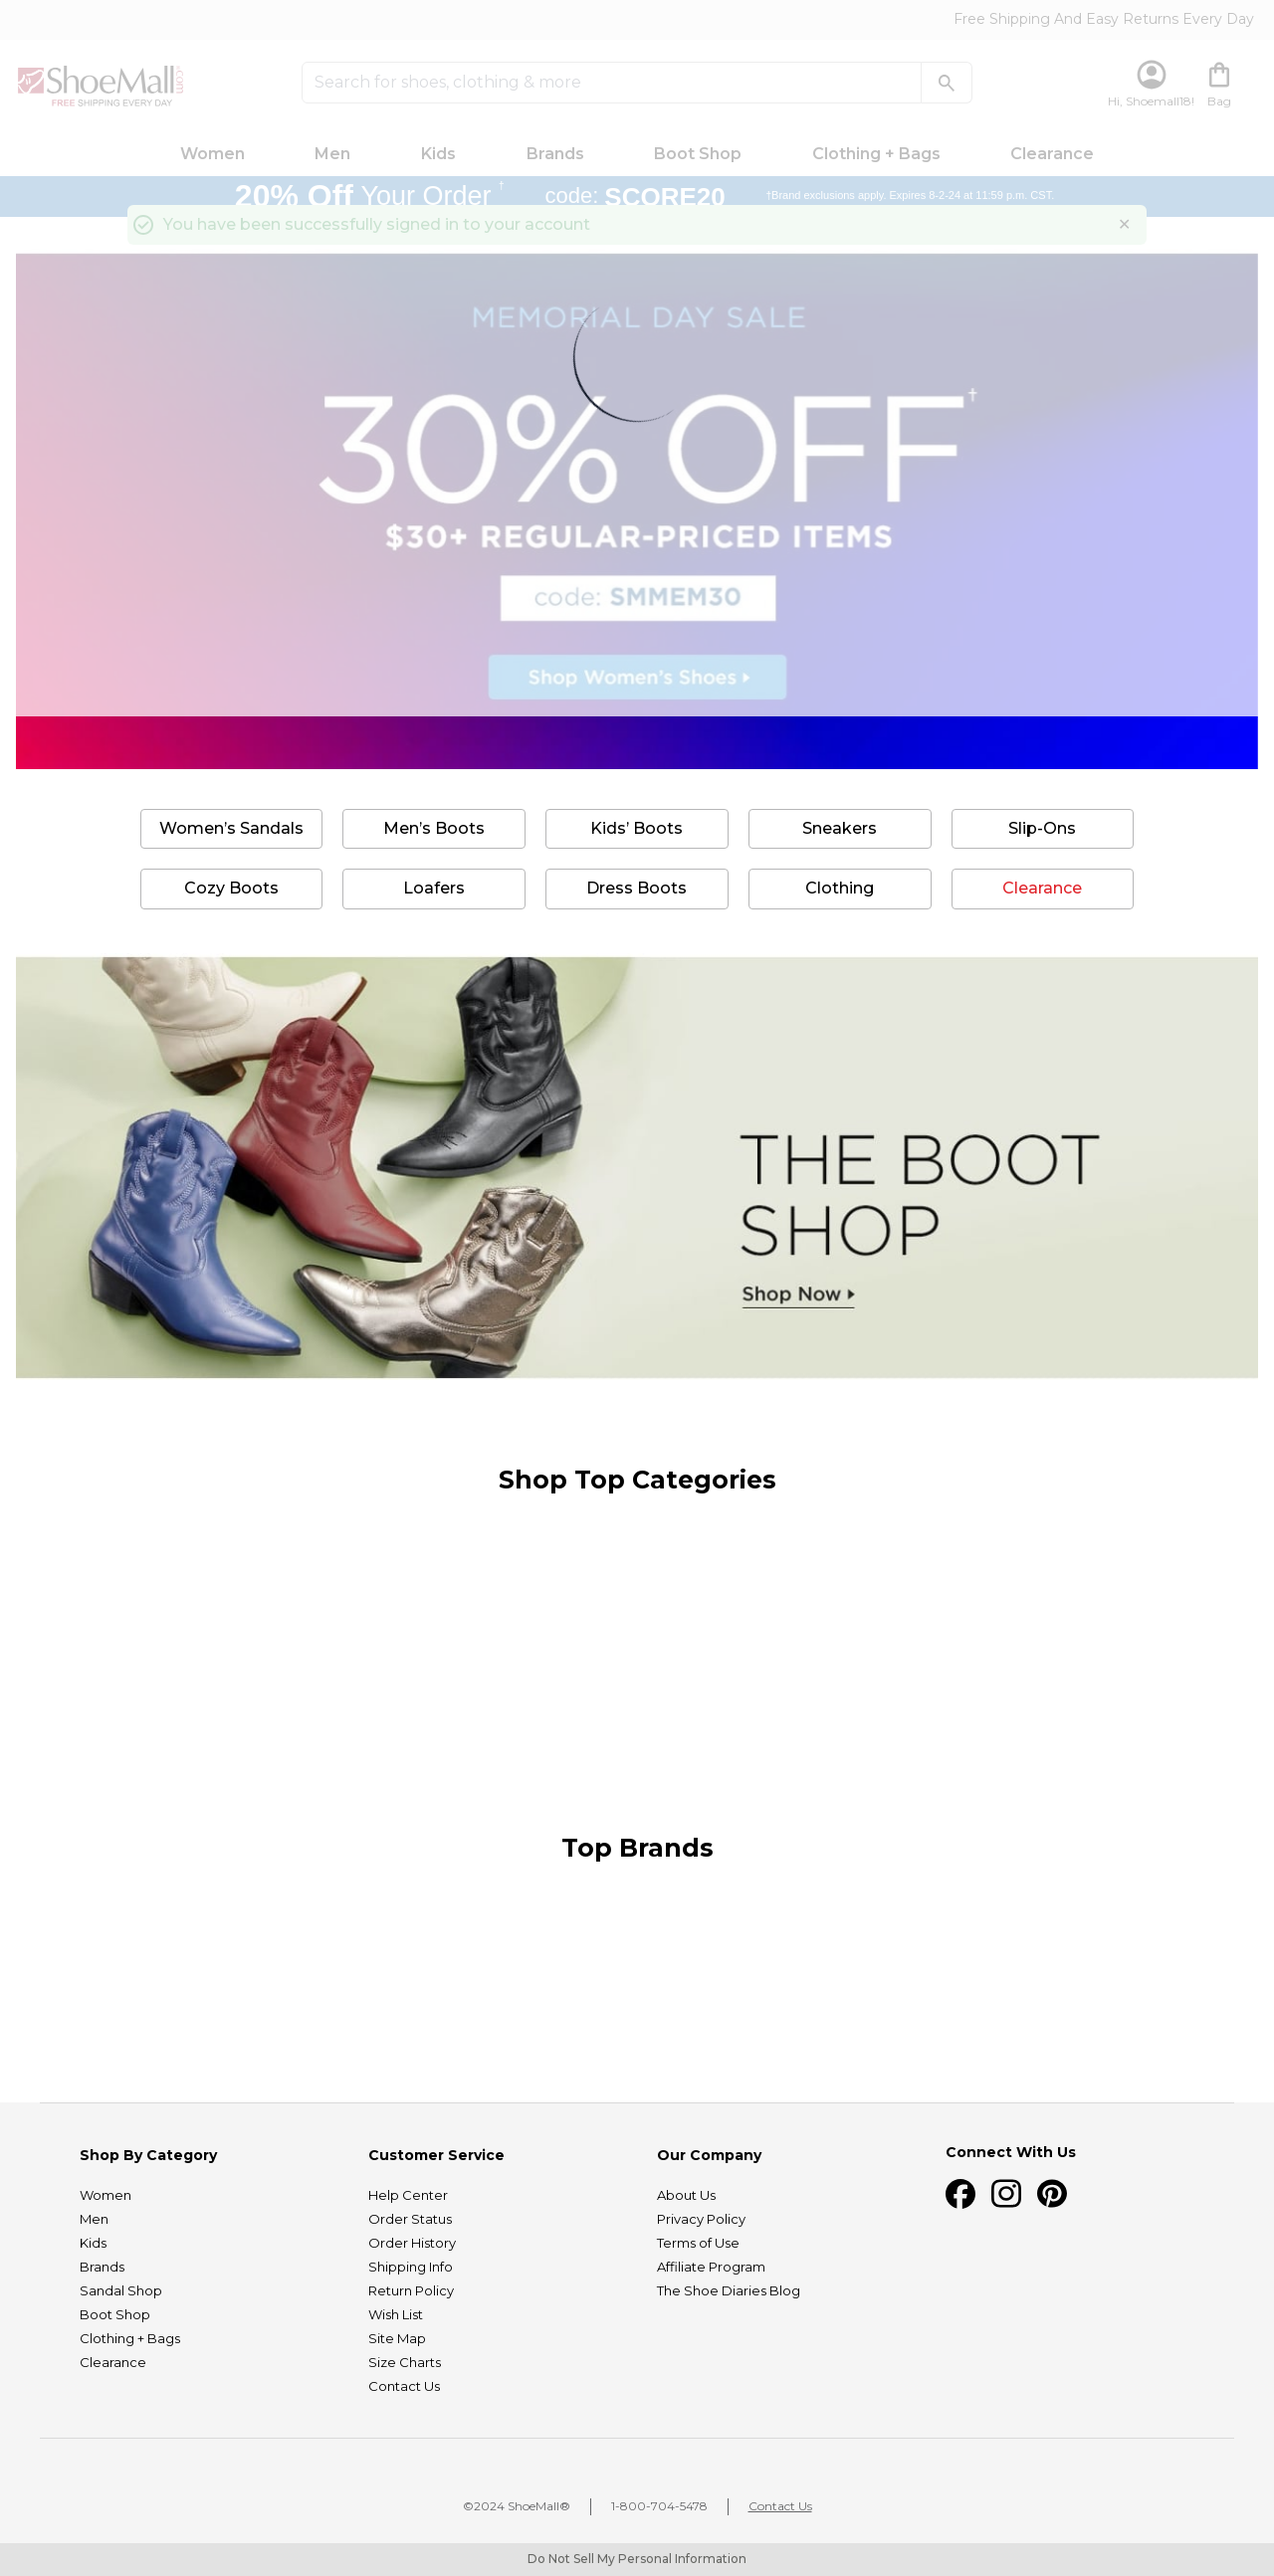 Free Shipping And Easy Returns Every Day
ShoeMall.com
FREE SHIPPING EVERY DAY
Search for shoes, clothing & more
Hi, Shoemall18!
Bag
Women
Men
Kids
Brands
Boot Shop
Clothing + Bags
Clearance
20% Off Your Order † code: SCORE20 †Brand exclusions apply. Expires 8-2-24 at 11:59 p.m. CST.
You have been successfully signed in to your account
MEMORIAL DAY SALE
30% OFF†
$30+ REGULAR-PRICED ITEMS
code: SMMEM30
Shop Women's Shoes
Women's Sandals
Men's Boots
Kids' Boots
Sneakers
Slip-Ons
Cozy Boots
Loafers
Dress Boots
Clothing
Clearance
THE BOOT
SHOP
Shop Now
Shop Top Categories
Top Brands
Shop By Category
Women
Men
Kids
Brands
Sandal Shop
Boot Shop
Clothing + Bags
Clearance
Customer Service
Help Center
Order Status
Order History
Shipping Info
Return Policy
Wish List
Site Map
Size Charts
Contact Us
Our Company
About Us
Privacy Policy
Terms of Use
Affiliate Program
The Shoe Diaries Blog
Connect With Us
©2024 ShoeMall®
1-800-704-5478
Contact Us
Do Not Sell My Personal Information